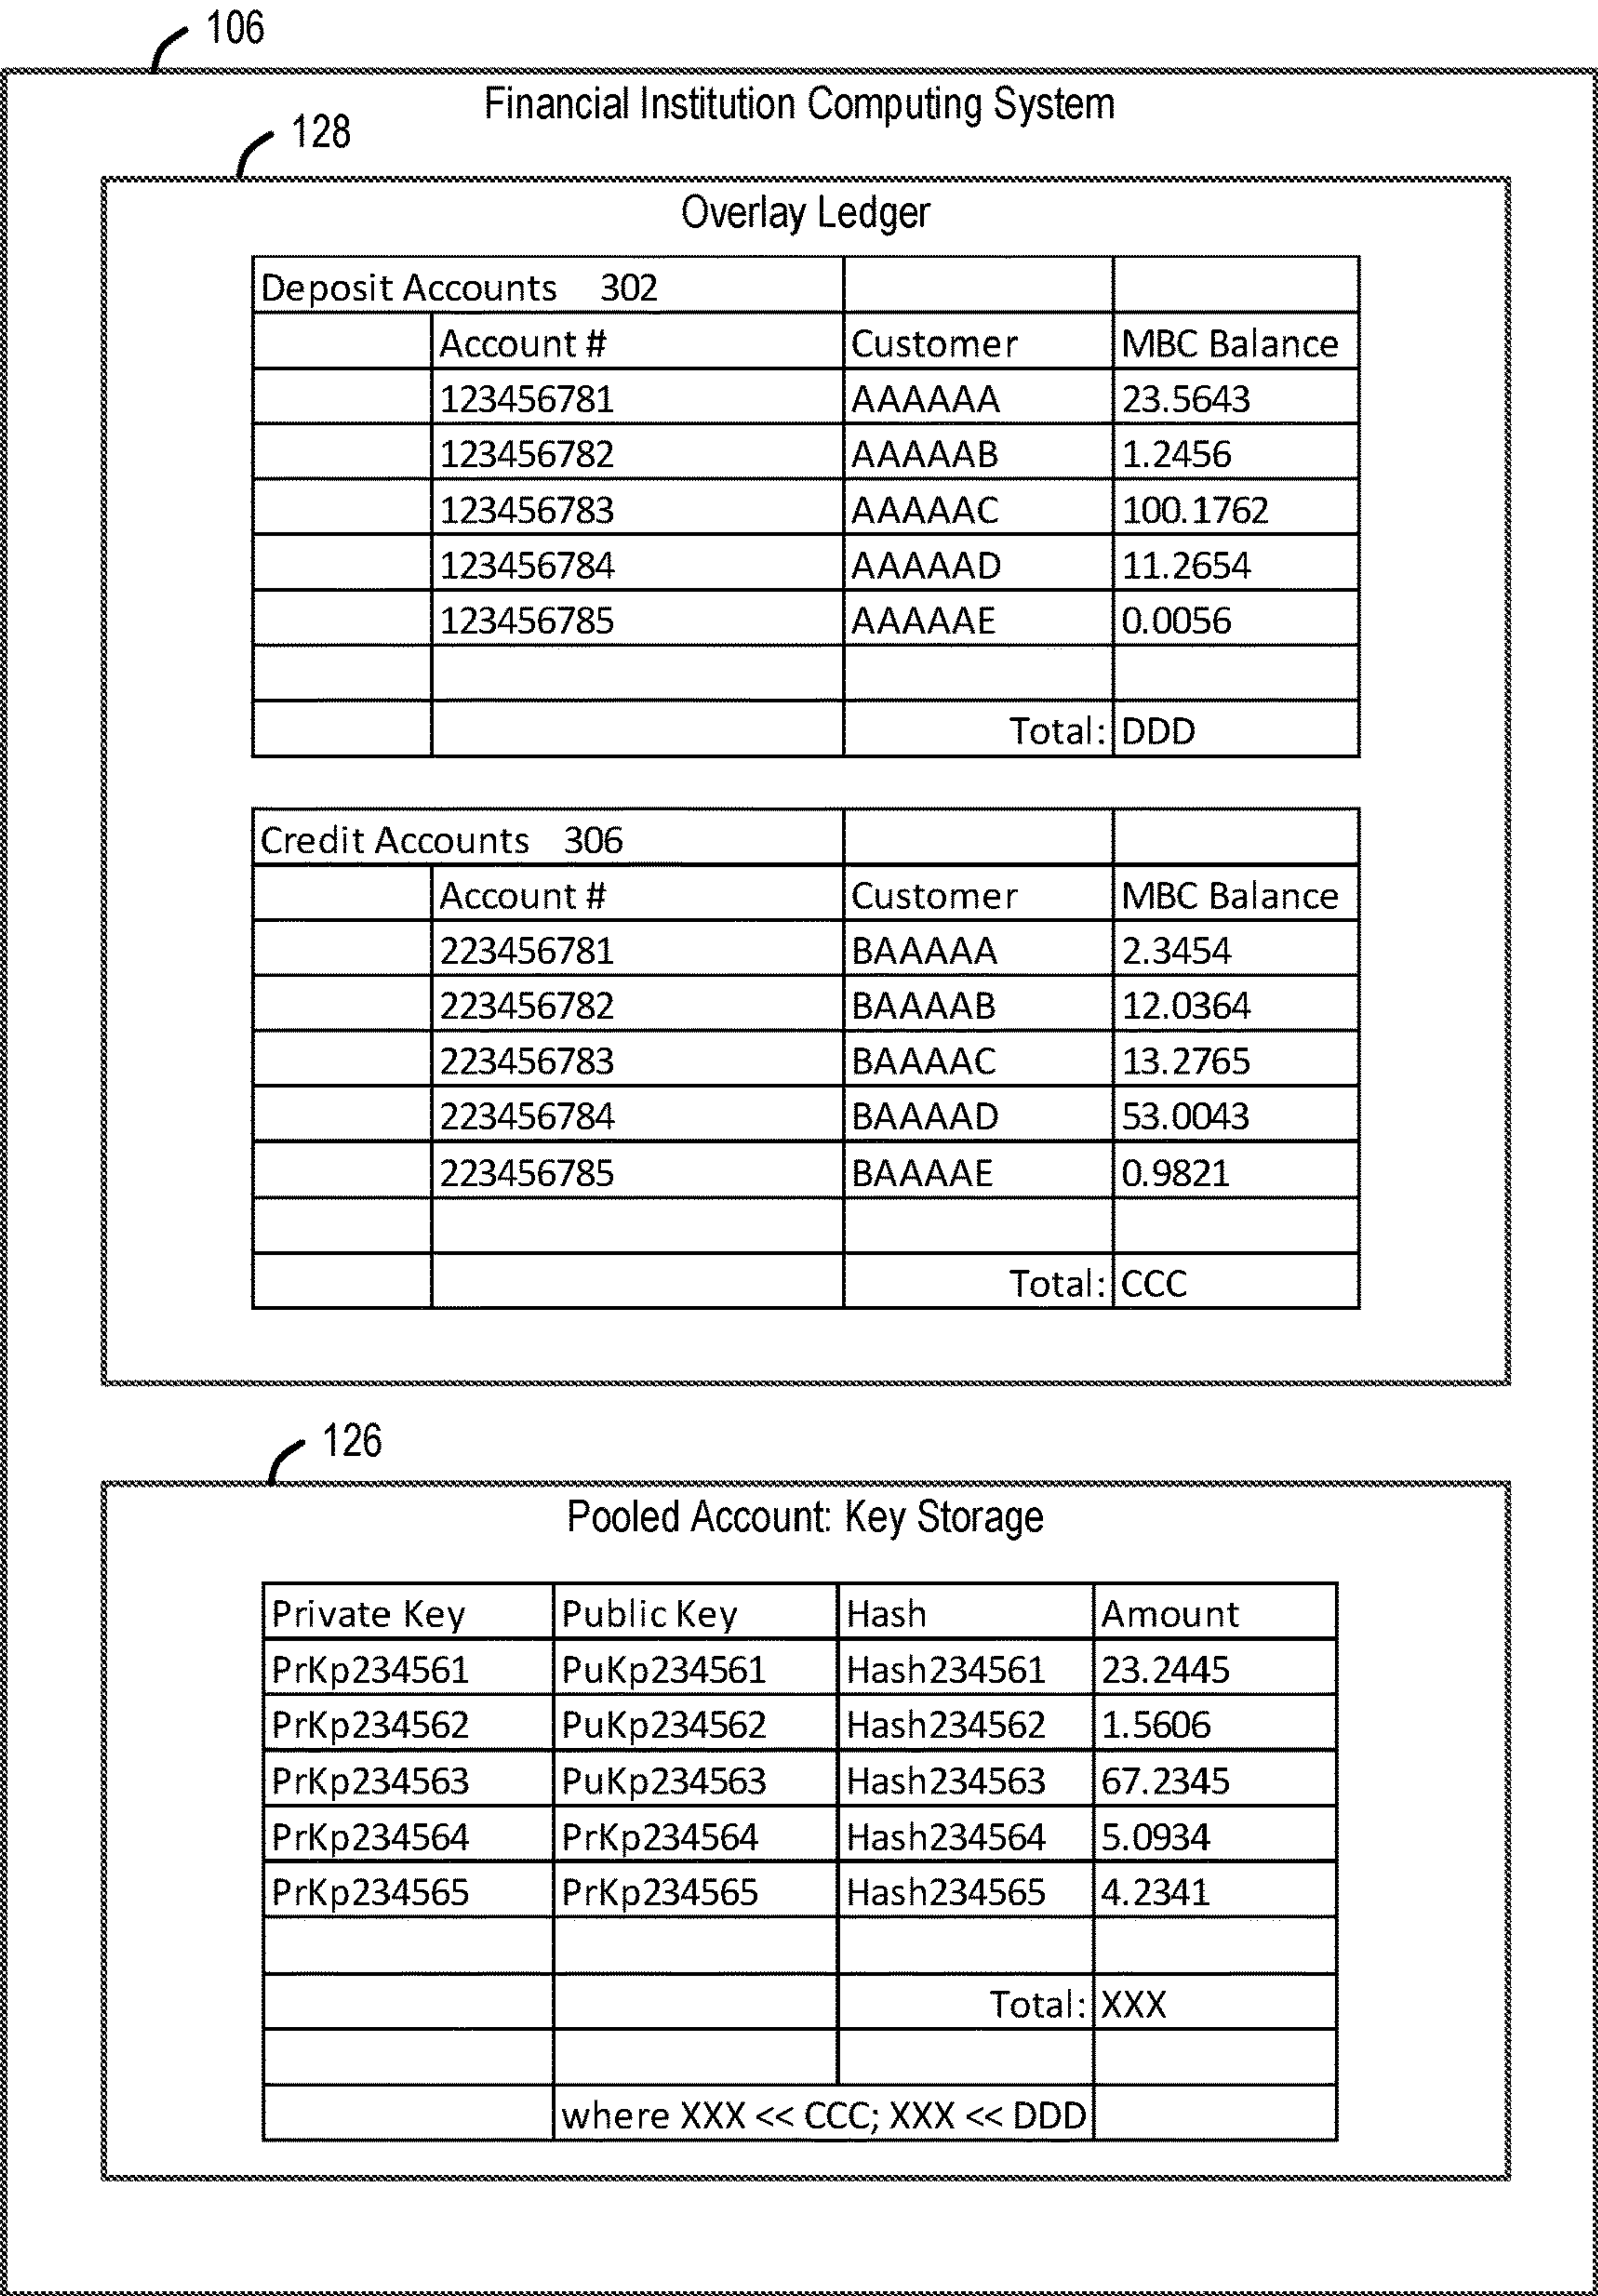 106
Financial Institution Computing System
128
Overlay Ledger
Deposit Accounts 302
Account # Customer MBC Balance
123456781 AAAAAA 23.5643
123456782 AAAAAB 1.2456
123456783 AAAAAC 100.1762
123456784 AAAAAD 11.2654
123456785 AAAAAE 0.0056
Total: DDD
Credit Accounts 306
Account # Customer MBC Balance
223456781 BAAAAA 2.3454
223456782 BAAAAB 12.0364
223456783 BAAAAC 13.2765
223456784 BAAAAD 53.0043
223456785 BAAAAE 0.9821
Total: CCC
126
Pooled Account: Key Storage
Private Key Public Key Hash Amount
PrKp234561 PuKp234561 Hash234561 23.2445
PrKp234562 PuKp234562 Hash234562 1.5606
PrKp234563 PuKp234563 Hash234563 67.2345
PrKp234564 PrKp234564 Hash234564 5.0934
PrKp234565 PrKp234565 Hash234565 4.2341
Total: XXX
where XXX << CCC; XXX << DDD